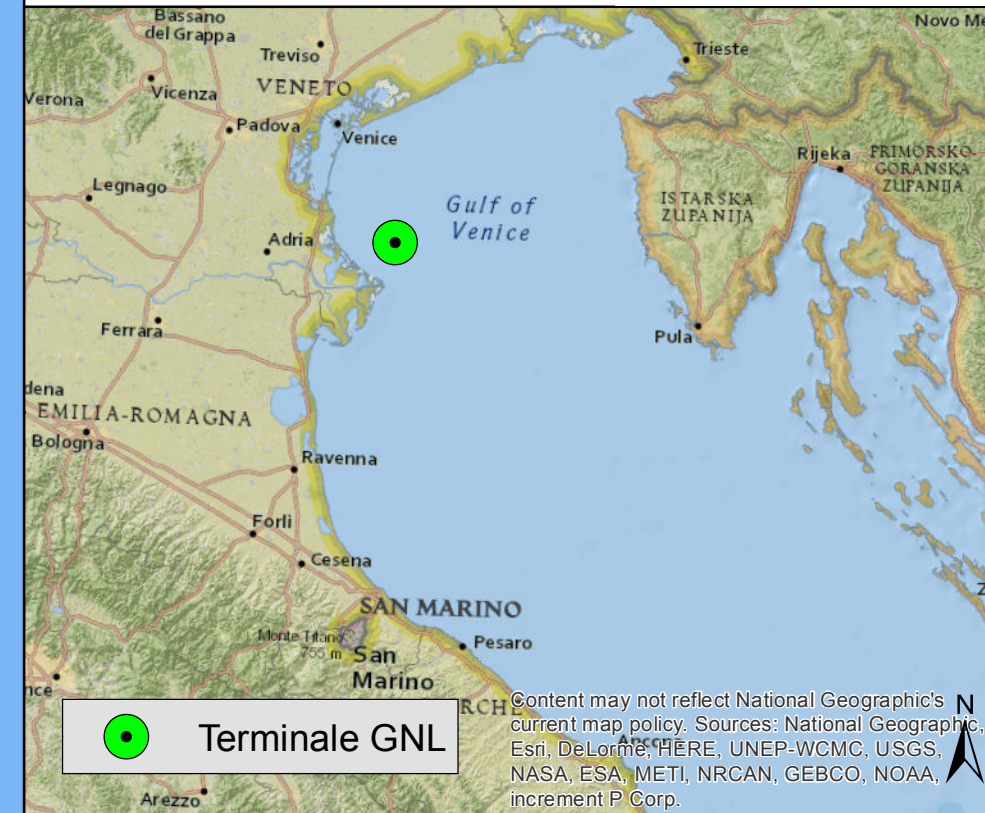 Bassano
del Grappa
Novo Me
Treviso
Trieste
VENETO
Verona
Vicenza
Padova
Venice
Rijeka
PRIMORSKO-
GORANSKA
ZUPANIJA
Legnago
ISTARSKA
ZUPANIJA
Gulf of
Venice
Adria
Ferrara
Pula
dena
EMILIA-ROMAGNA
Bologna
Ravenna
Forli
Cesena
Z
SAN MARINO
Monte Titano
755 m
San
Marino
Pesaro
nce
RCHE
Ancona
Arezzo
Terminale GNL
Content may not reflect National Geographic's
current map policy. Sources: National Geographic,
Esri, DeLorme, HERE, UNEP-WCMC, USGS,
NASA, ESA, METI, NRCAN, GEBCO, NOAA,
increment P Corp.
N